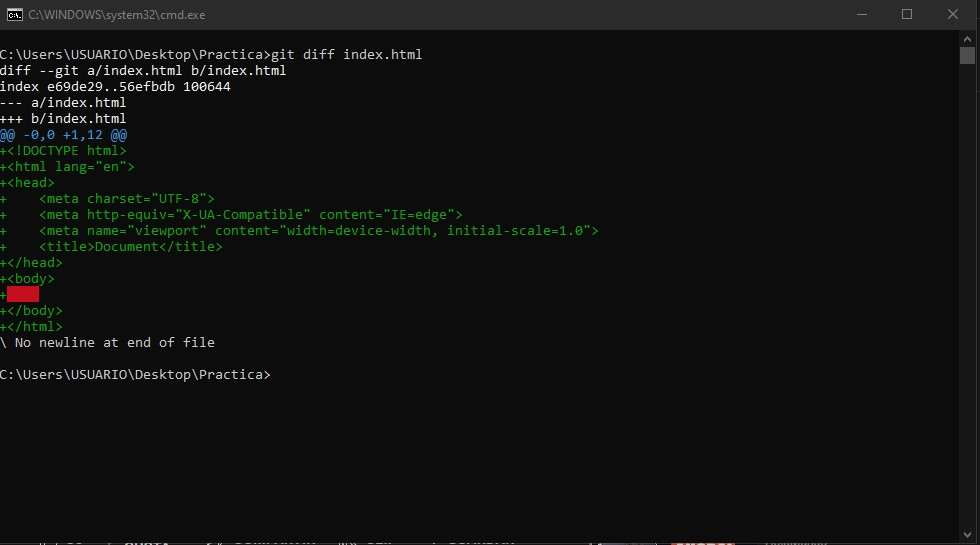 C:\WINDOWS\system32\cmd.exe
C:\Users\USUARIO\Desktop\Practica>git diff index.html
diff --git a/index.html b/index.html
index e69de29..56efbdb 100644
--- a/index.html
+++ b/index.html
@@ -0,0 +1,12 @@
+<!DOCTYPE html>
+<html lang="en">
+<head>
+    <meta charset="UTF-8">
+    <meta http-equiv="X-UA-Compatible" content="IE=edge">
+    <meta name="viewport" content="width=device-width, initial-scale=1.0">
+    <title>Document</title>
+</head>
+<body>
+
+</body>
+</html>
\ No newline at end of file
C:\Users\USUARIO\Desktop\Practica>